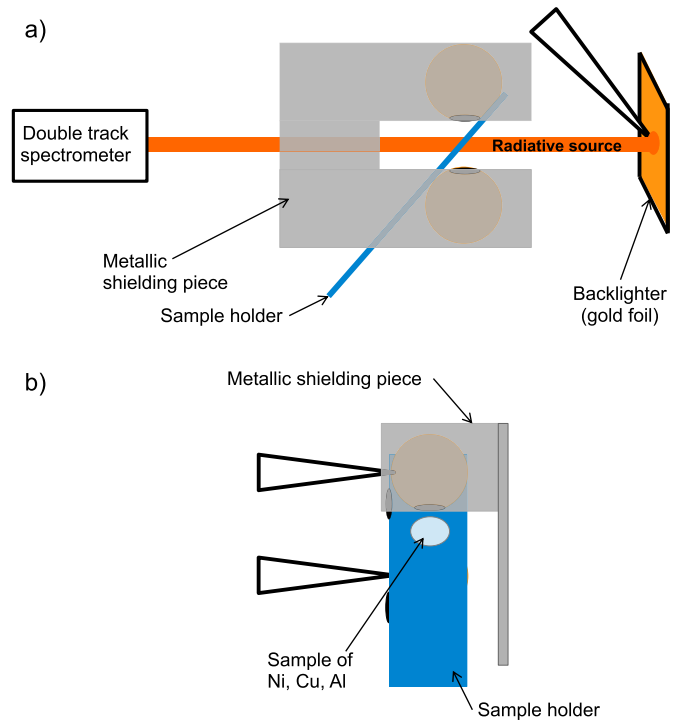 a)
Double track
spectrometer
Radiative source
Metallic
shielding piece
Sample holder
Backlighter
(gold foil)
b)
Metallic shielding piece
Sample of
Ni, Cu, Al
Sample holder